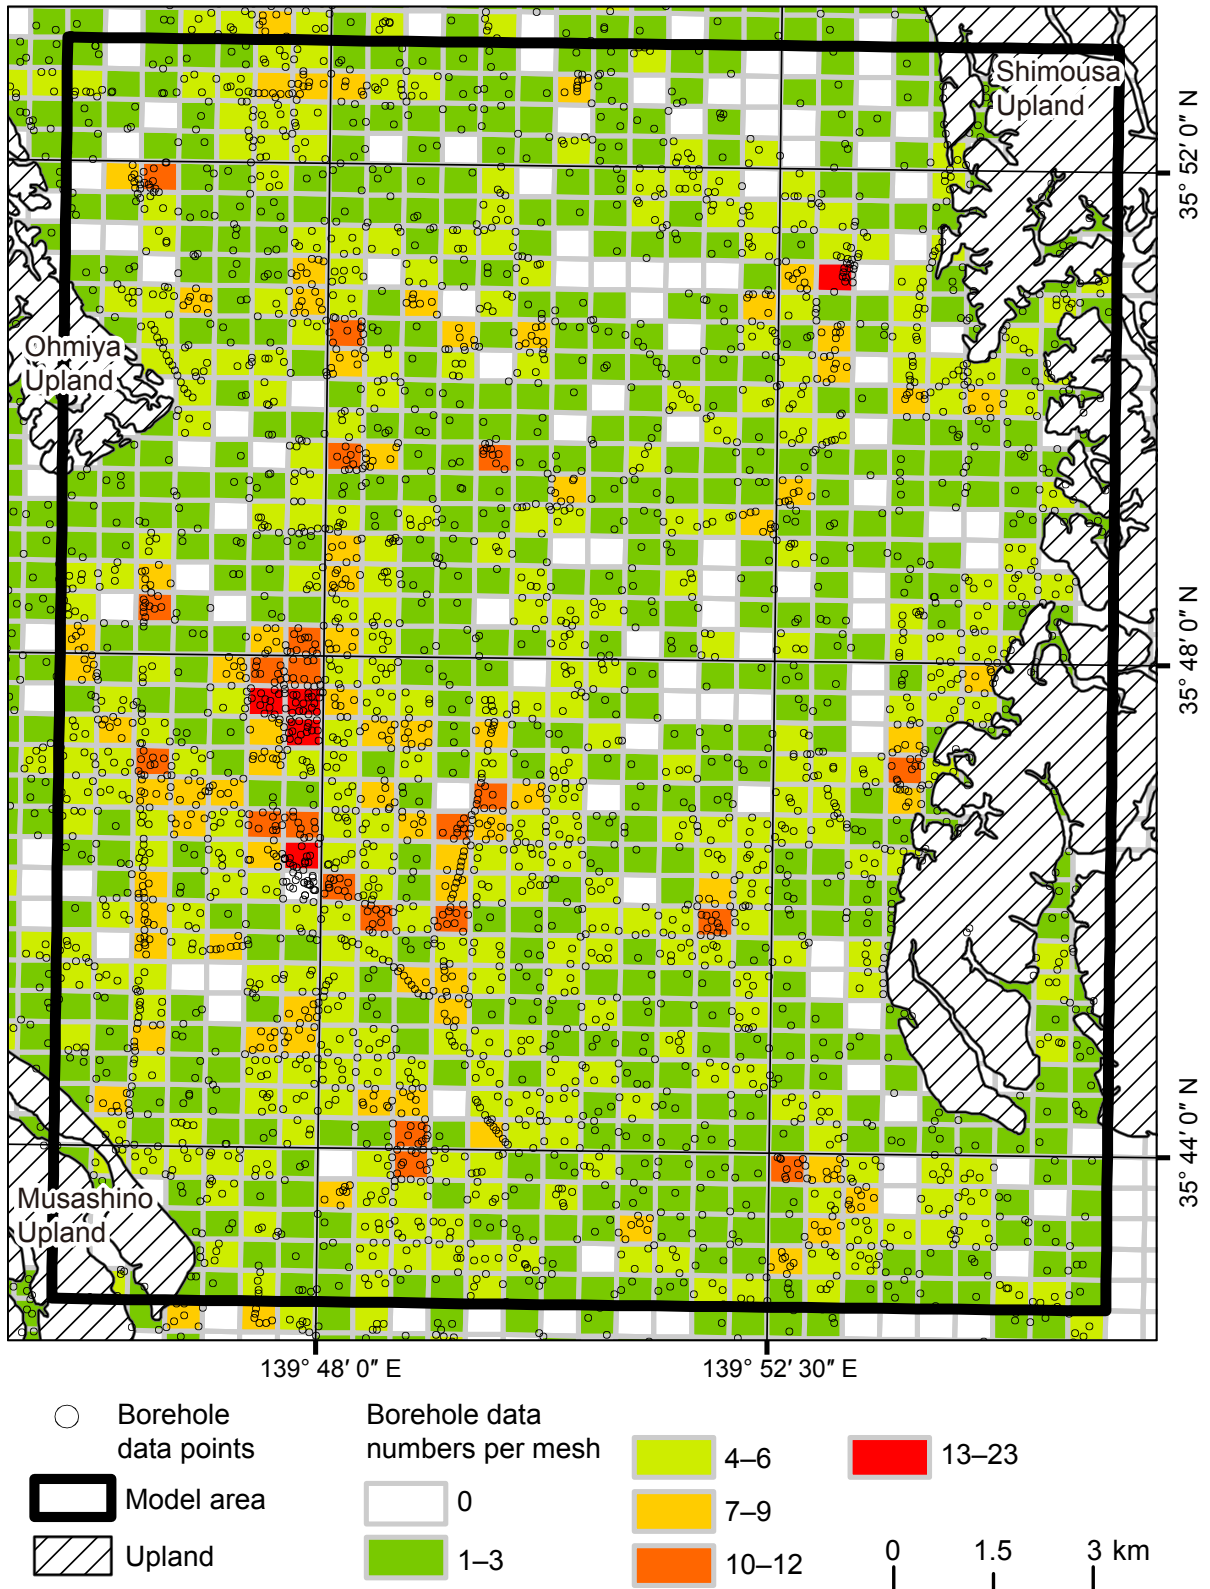 Shimousa
Upland
35° 52′ 0″ N
Ohmiya
Upland
35° 48′ 0″ N
35° 44′ 0″ N
Musashino
Upland
139° 48′ 0″ E
139° 52′ 30″ E
Borehole
data points
Model area
Upland
Borehole data
numbers per mesh
0
1–3
4–6
7–9
10–12
13–23
0 1.5 3 km